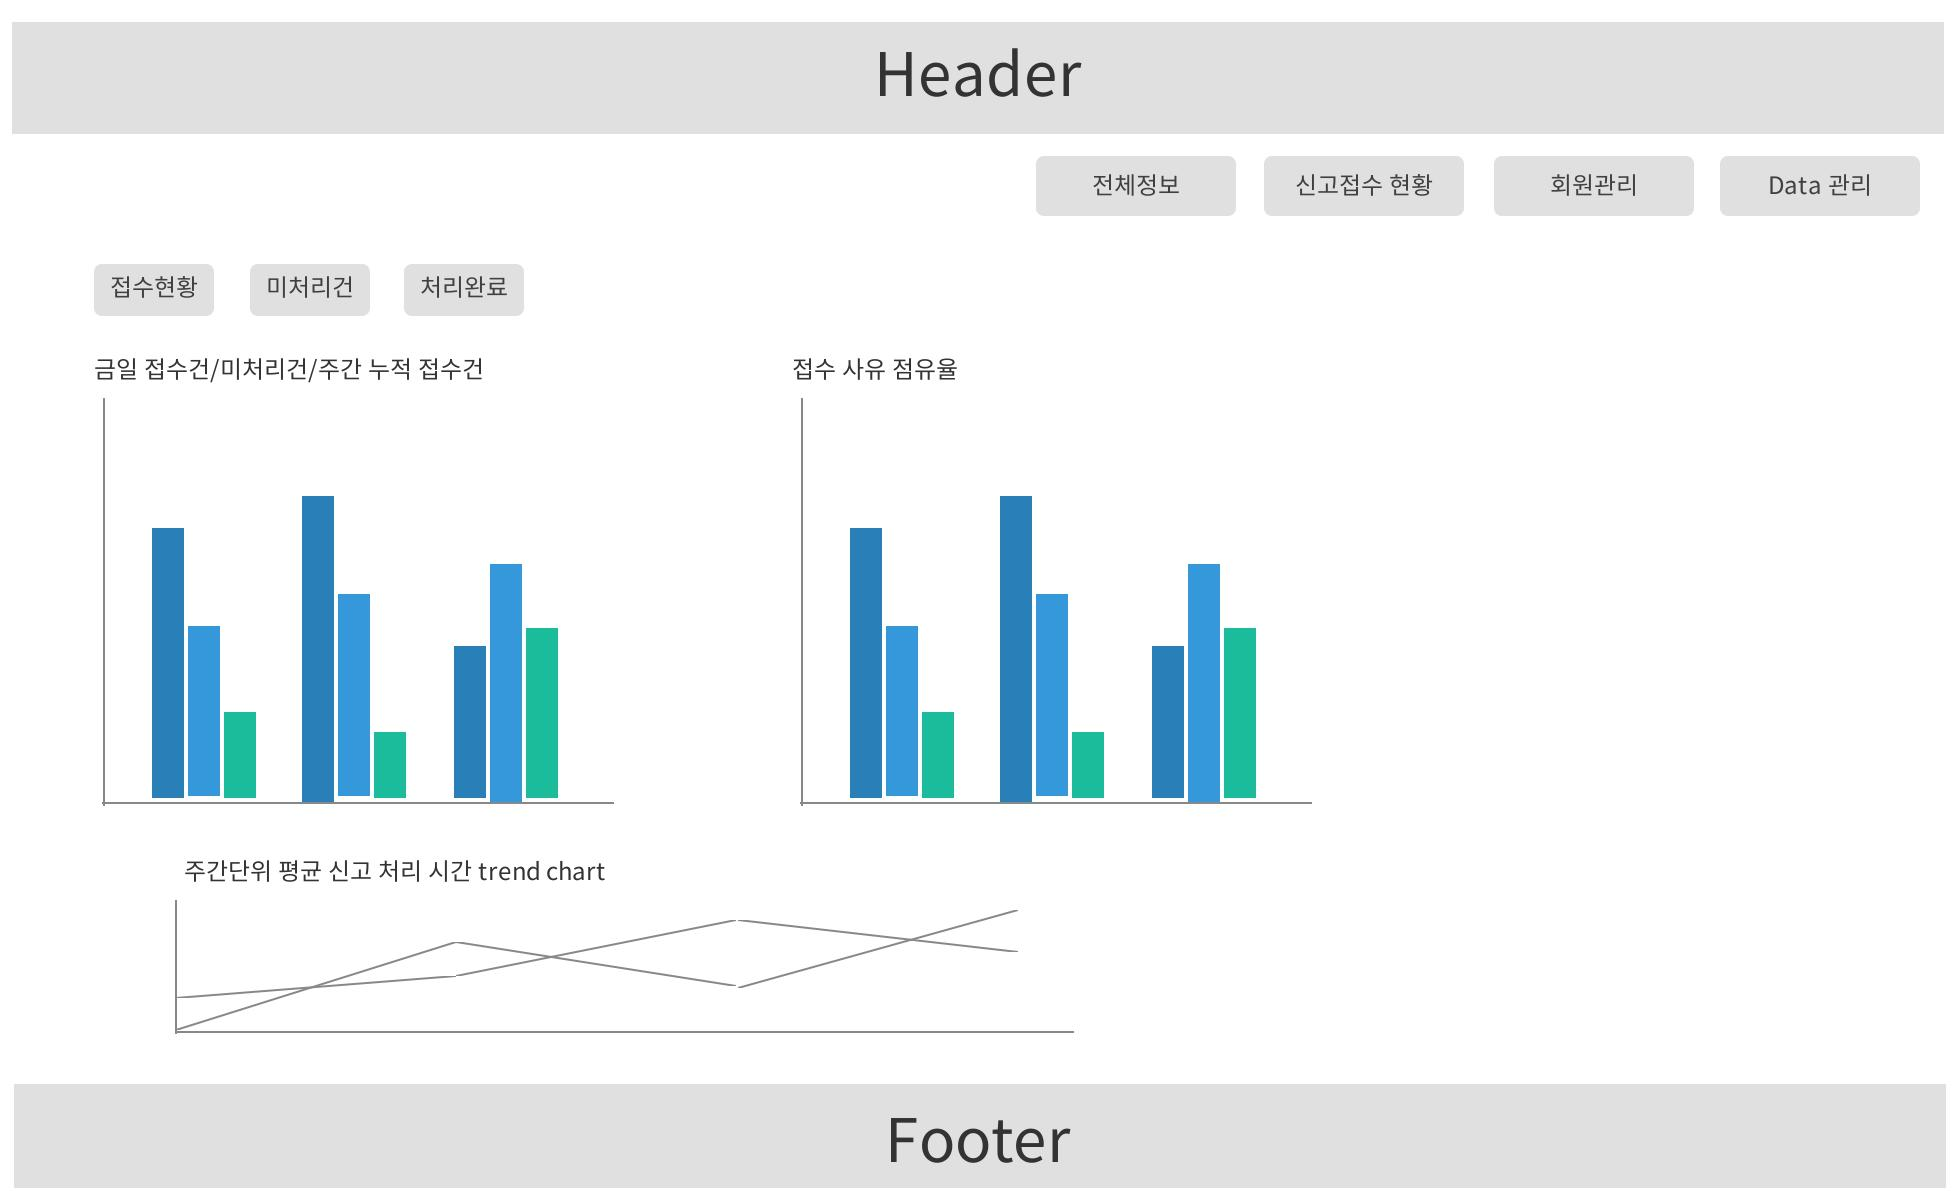 Header
전체정보
신고접수 현황
회원관리
Data 관리
접수현황
미처리건
처리완료
금일 접수건/미처리건/주간 누적 접수건
접수 사유 점유율
주간단위 평균 신고 처리 시간 trend chart
Footer